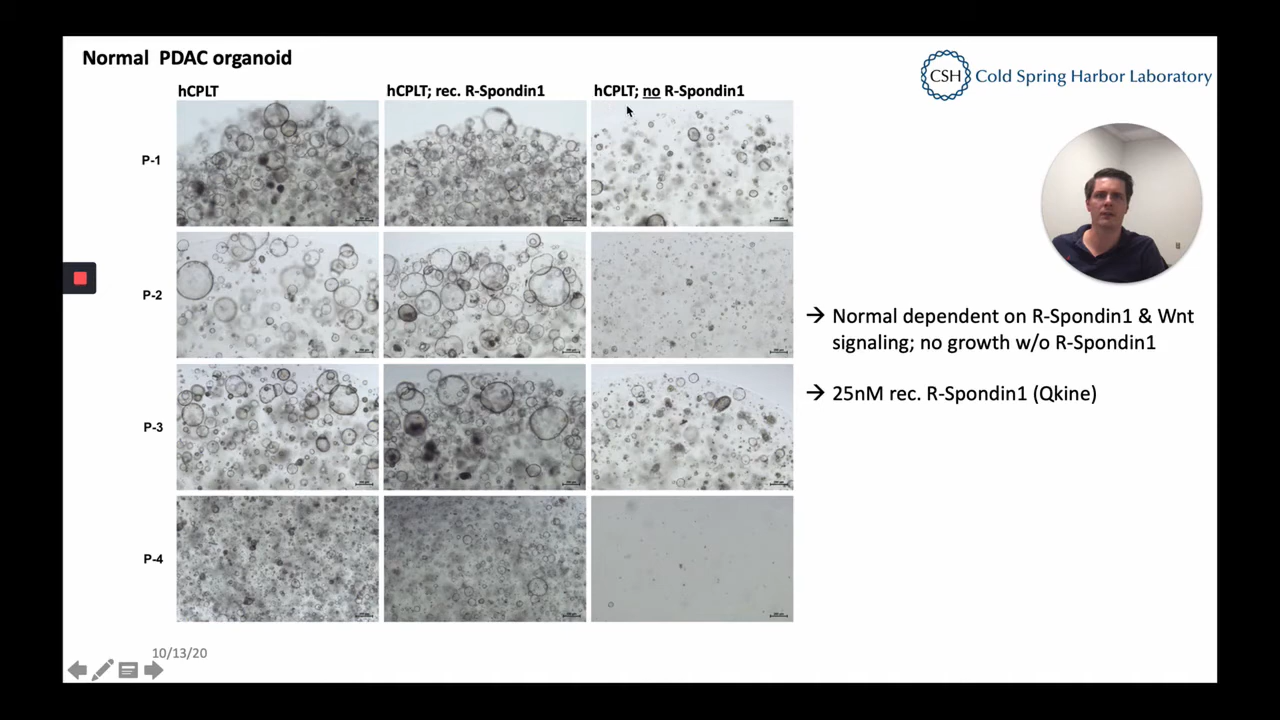 Normal PDAC organoid
CSH Cold Spring Harbor Laboratory
hCPLT
hCPLT; rec. R-Spondin1
hCPLT; no R-Spondin1
P-1
P-2
P-3
P-4
→ Normal dependent on R-Spondin1 & Wnt
signaling; no growth w/o R-Spondin1
→ 25nM rec. R-Spondin1 (Qkine)
10/13/20